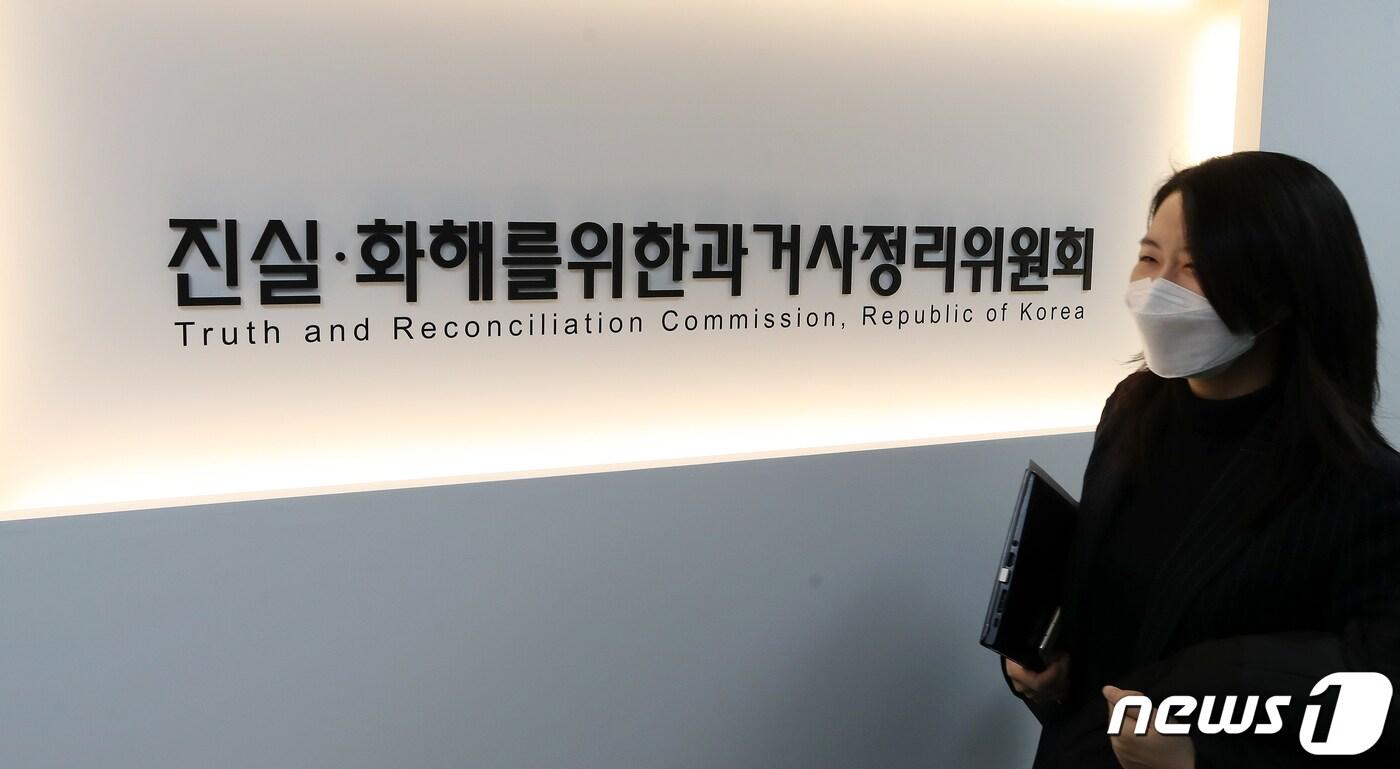 진실·화해를위한과거사정리위원회
Truth and Reconciliation Commission, Republic of Korea
news1